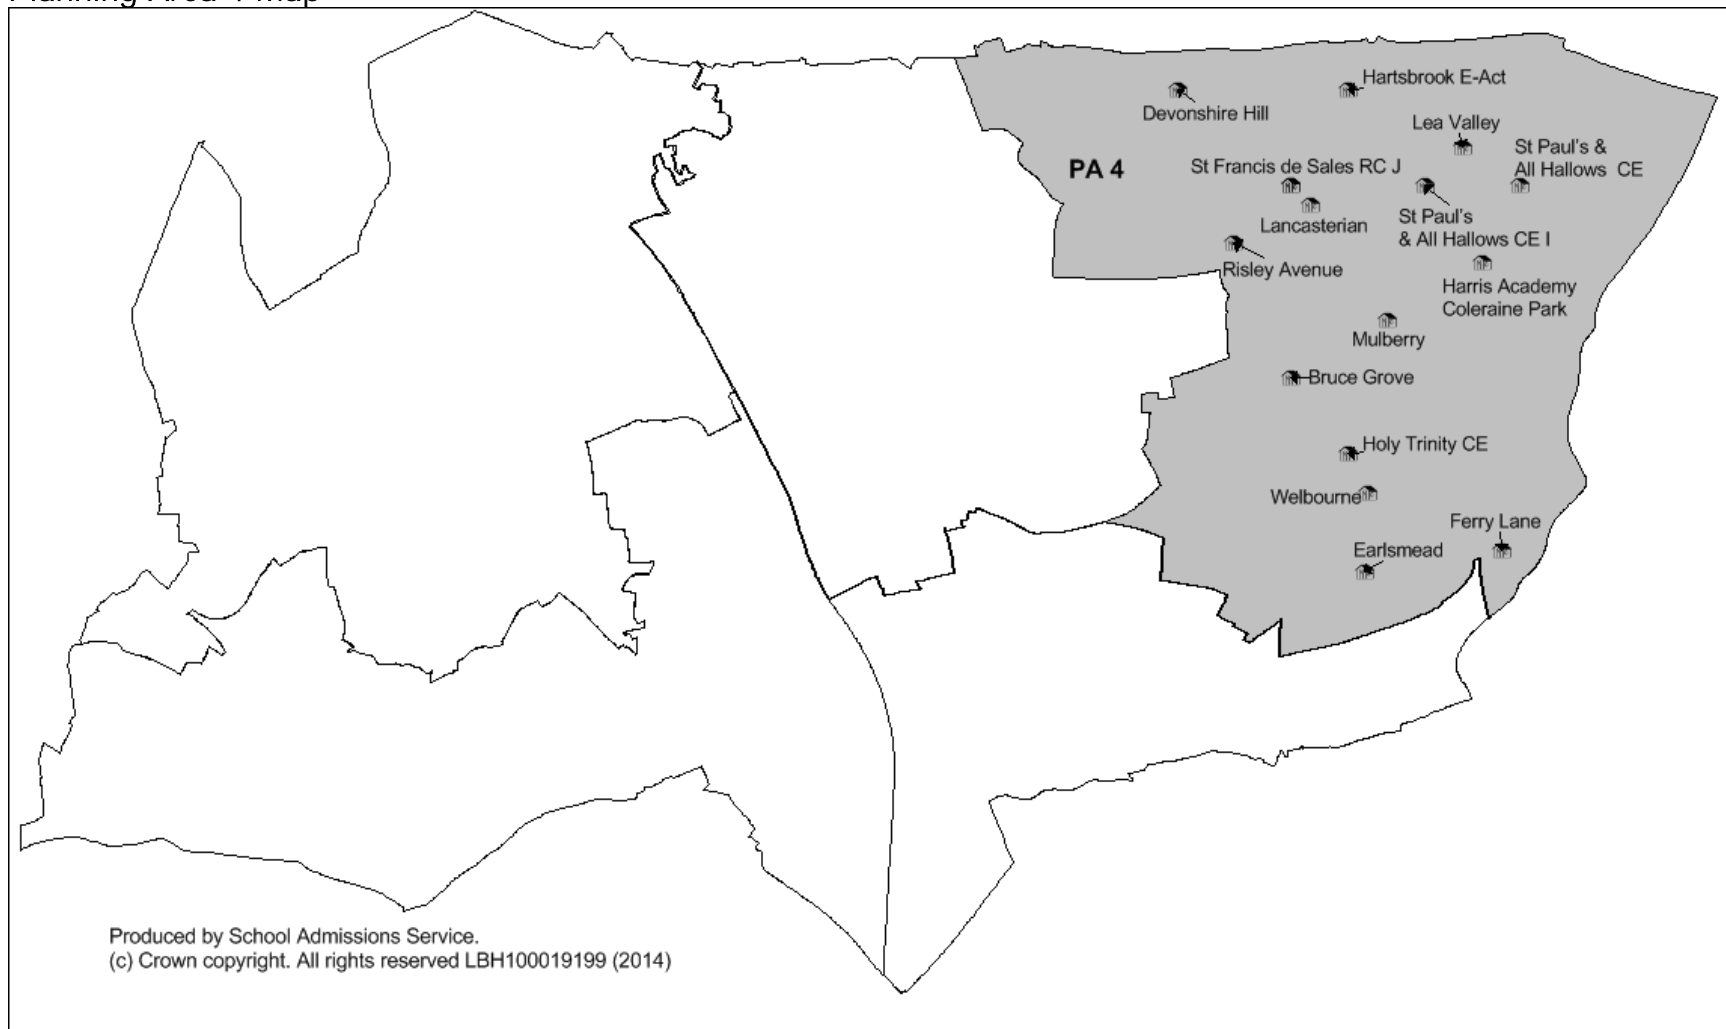 Planning Area 4 Map
Hartsbrook E-Act
Devonshire Hill
Lea Valley
St Paul's &
All Hallows CE
PA 4
St Francis de Sales RC J
Lancasterian
St Paul's
& All Hallows CE I
Risley Avenue
Harris Academy
Coleraine Park
Mulberry
Bruce Grove
Holy Trinity CE
Welbourne
Ferry Lane
Earlsmead
Produced by School Admissions Service.
(c) Crown copyright. All rights reserved LBH100019199 (2014)